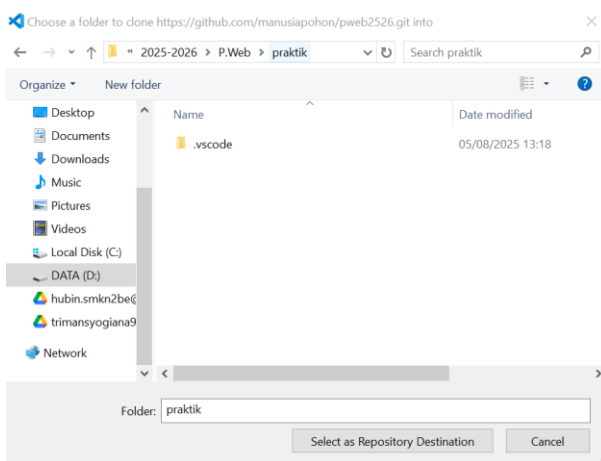 Choose a folder to clone https://github.com/manusiapohon/pweb2526.git into
« 2025-2026 > P.Web > praktik
Search praktik
Organize
New folder
?
Desktop
Documents
Downloads
Music
Pictures
Videos
Local Disk (C:)
DATA (D:)
hubin.smkn2be@
trimansyogiana9
Network
Name
Date modified
.vscode
05/08/2025 13:18
Folder: praktik
Select as Repository Destination
Cancel